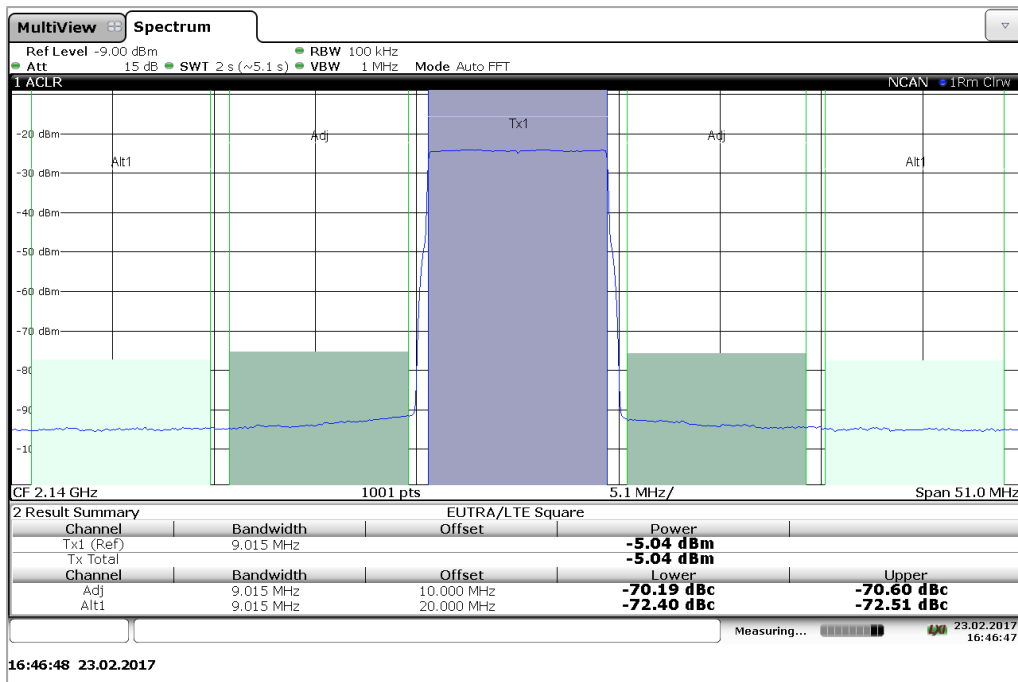 MultiView Spectrum
Ref Level -9.00 dBm RBW 100 kHz
Att 15 dB SWT 2 s (~5.1 s) VBW 1 MHz Mode Auto FFT
1 ACLR NCAN 1Rm Clrw
Tx1
-20 dBm Adj Adj
Alt1 Alt1
-30 dBm
-40 dBm
-50 dBm
-60 dBm
-70 dBm
-80
-90
-10
CF 2.14 GHz 1001 pts 5.1 MHz/ Span 51.0 MHz
2 Result Summary EUTRA/LTE Square
Channel Bandwidth Offset Power
Tx1 (Ref) 9.015 MHz -5.04 dBm
Tx Total -5.04 dBm
Channel Bandwidth Offset Lower Upper
Adj 9.015 MHz 10.000 MHz -70.19 dBc -70.60 dBc
Alt1 9.015 MHz 20.000 MHz -72.40 dBc -72.51 dBc
Measuring... LXI 23.02.2017
16:46:47
16:46:48 23.02.2017